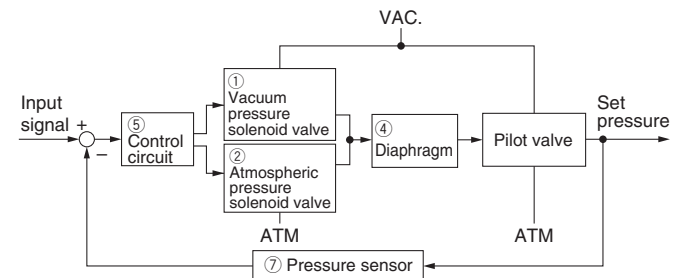 VAC.
Input
signal +
−
⑤
Control
circuit
①
Vacuum
pressure
solenoid valve
②
Atmospheric
pressure
solenoid valve
④
Diaphragm
Pilot valve
Set
pressure
ATM
ATM
⑦ Pressure sensor